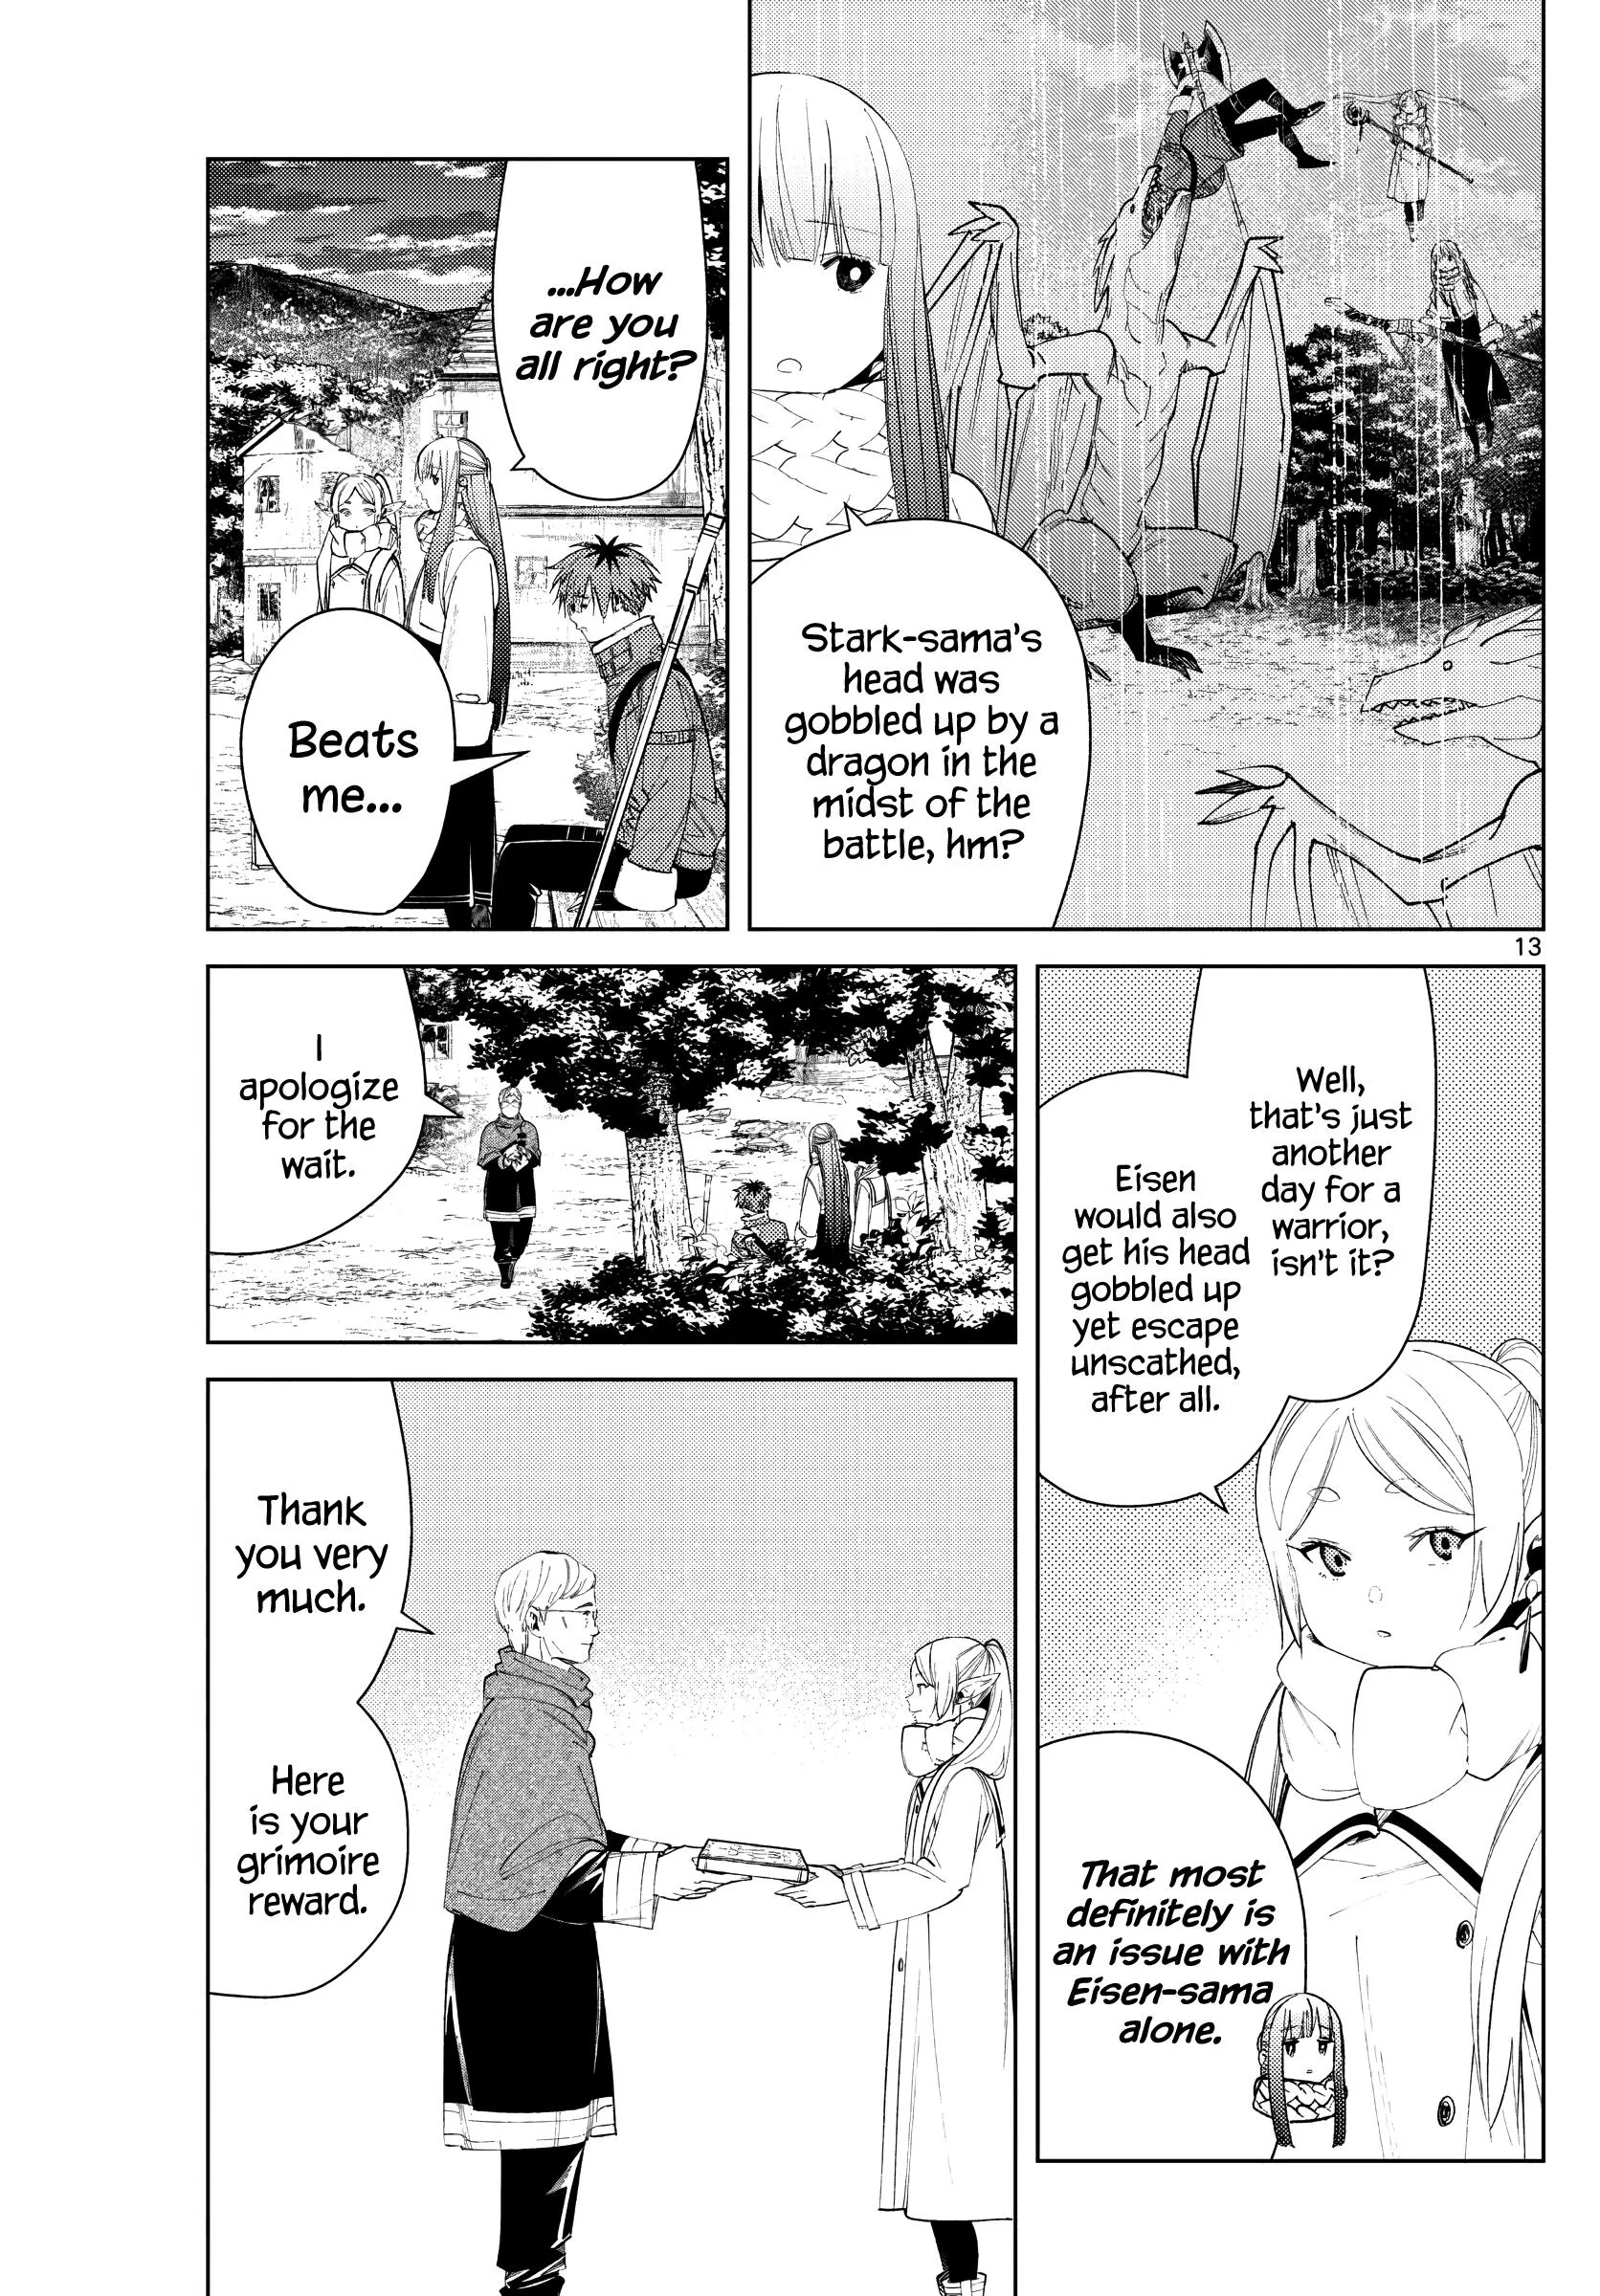 Stark-sama's
head was
gobbled up by a
dragon in the
midst of the
battle, hm?
...How
are you
all right?
Beats
me...
13
Well,
that's just
another
day for a
warrior,
isn't it?
Eisen
would also
get his head
gobbled up
yet escape
unscathed,
after all.
That most
definitely is
an issue with
Eisen-sama
alone.
I
apologize
for the
wait.
Thank
you very
much.
Here
is your
grimoire
reward.